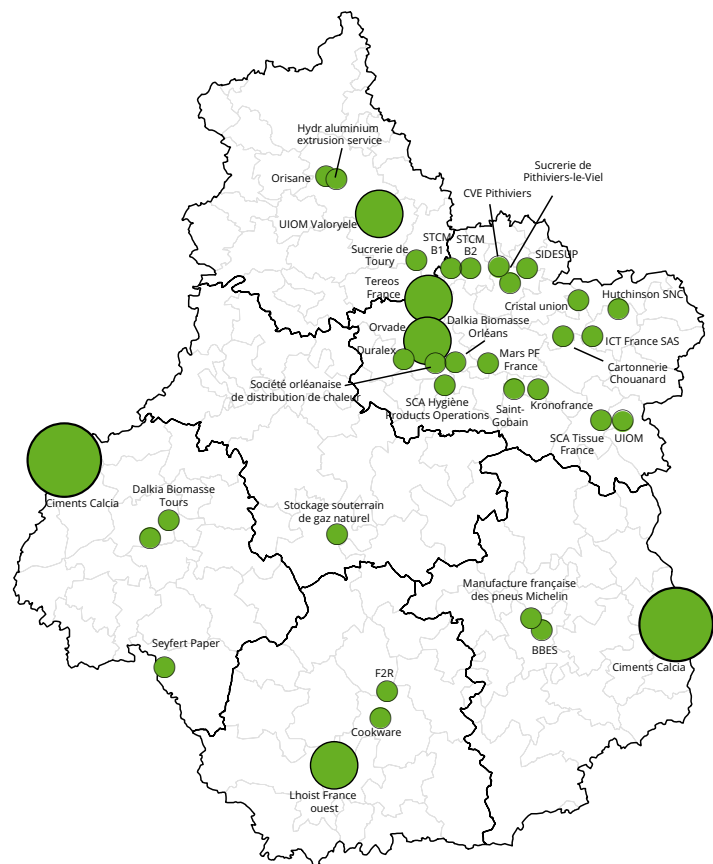 Hydr aluminium
extrusion service
Orisane
Sucrerie de
Pithiviers-le-Viel
CVE Pithiviers
UIOM Valoryele
STCM
B1
STCM
B2
Sucrerie de
Toury
SIDESUP
Tereos
France
Cristal union
Hutchinson SNC
Orvade
Dalkia Biomasse
Orléans
Duralex
ICT France SAS
Mars PF
France
Cartonnerie
Chouanard
Société orléanaise
de distribution de chaleur
SCA Hygiène
Products Operations
Saint-
Gobain
Kronofrance
SCA Tissue
France
UIOM
Ciments Calcia
Dalkia Biomasse
Tours
Stockage souterrain
de gaz naturel
Manufacture française
des pneus Michelin
BBES
Ciments Calcia
Seyfert Paper
F2R
Cookware
Lhoist France
ouest